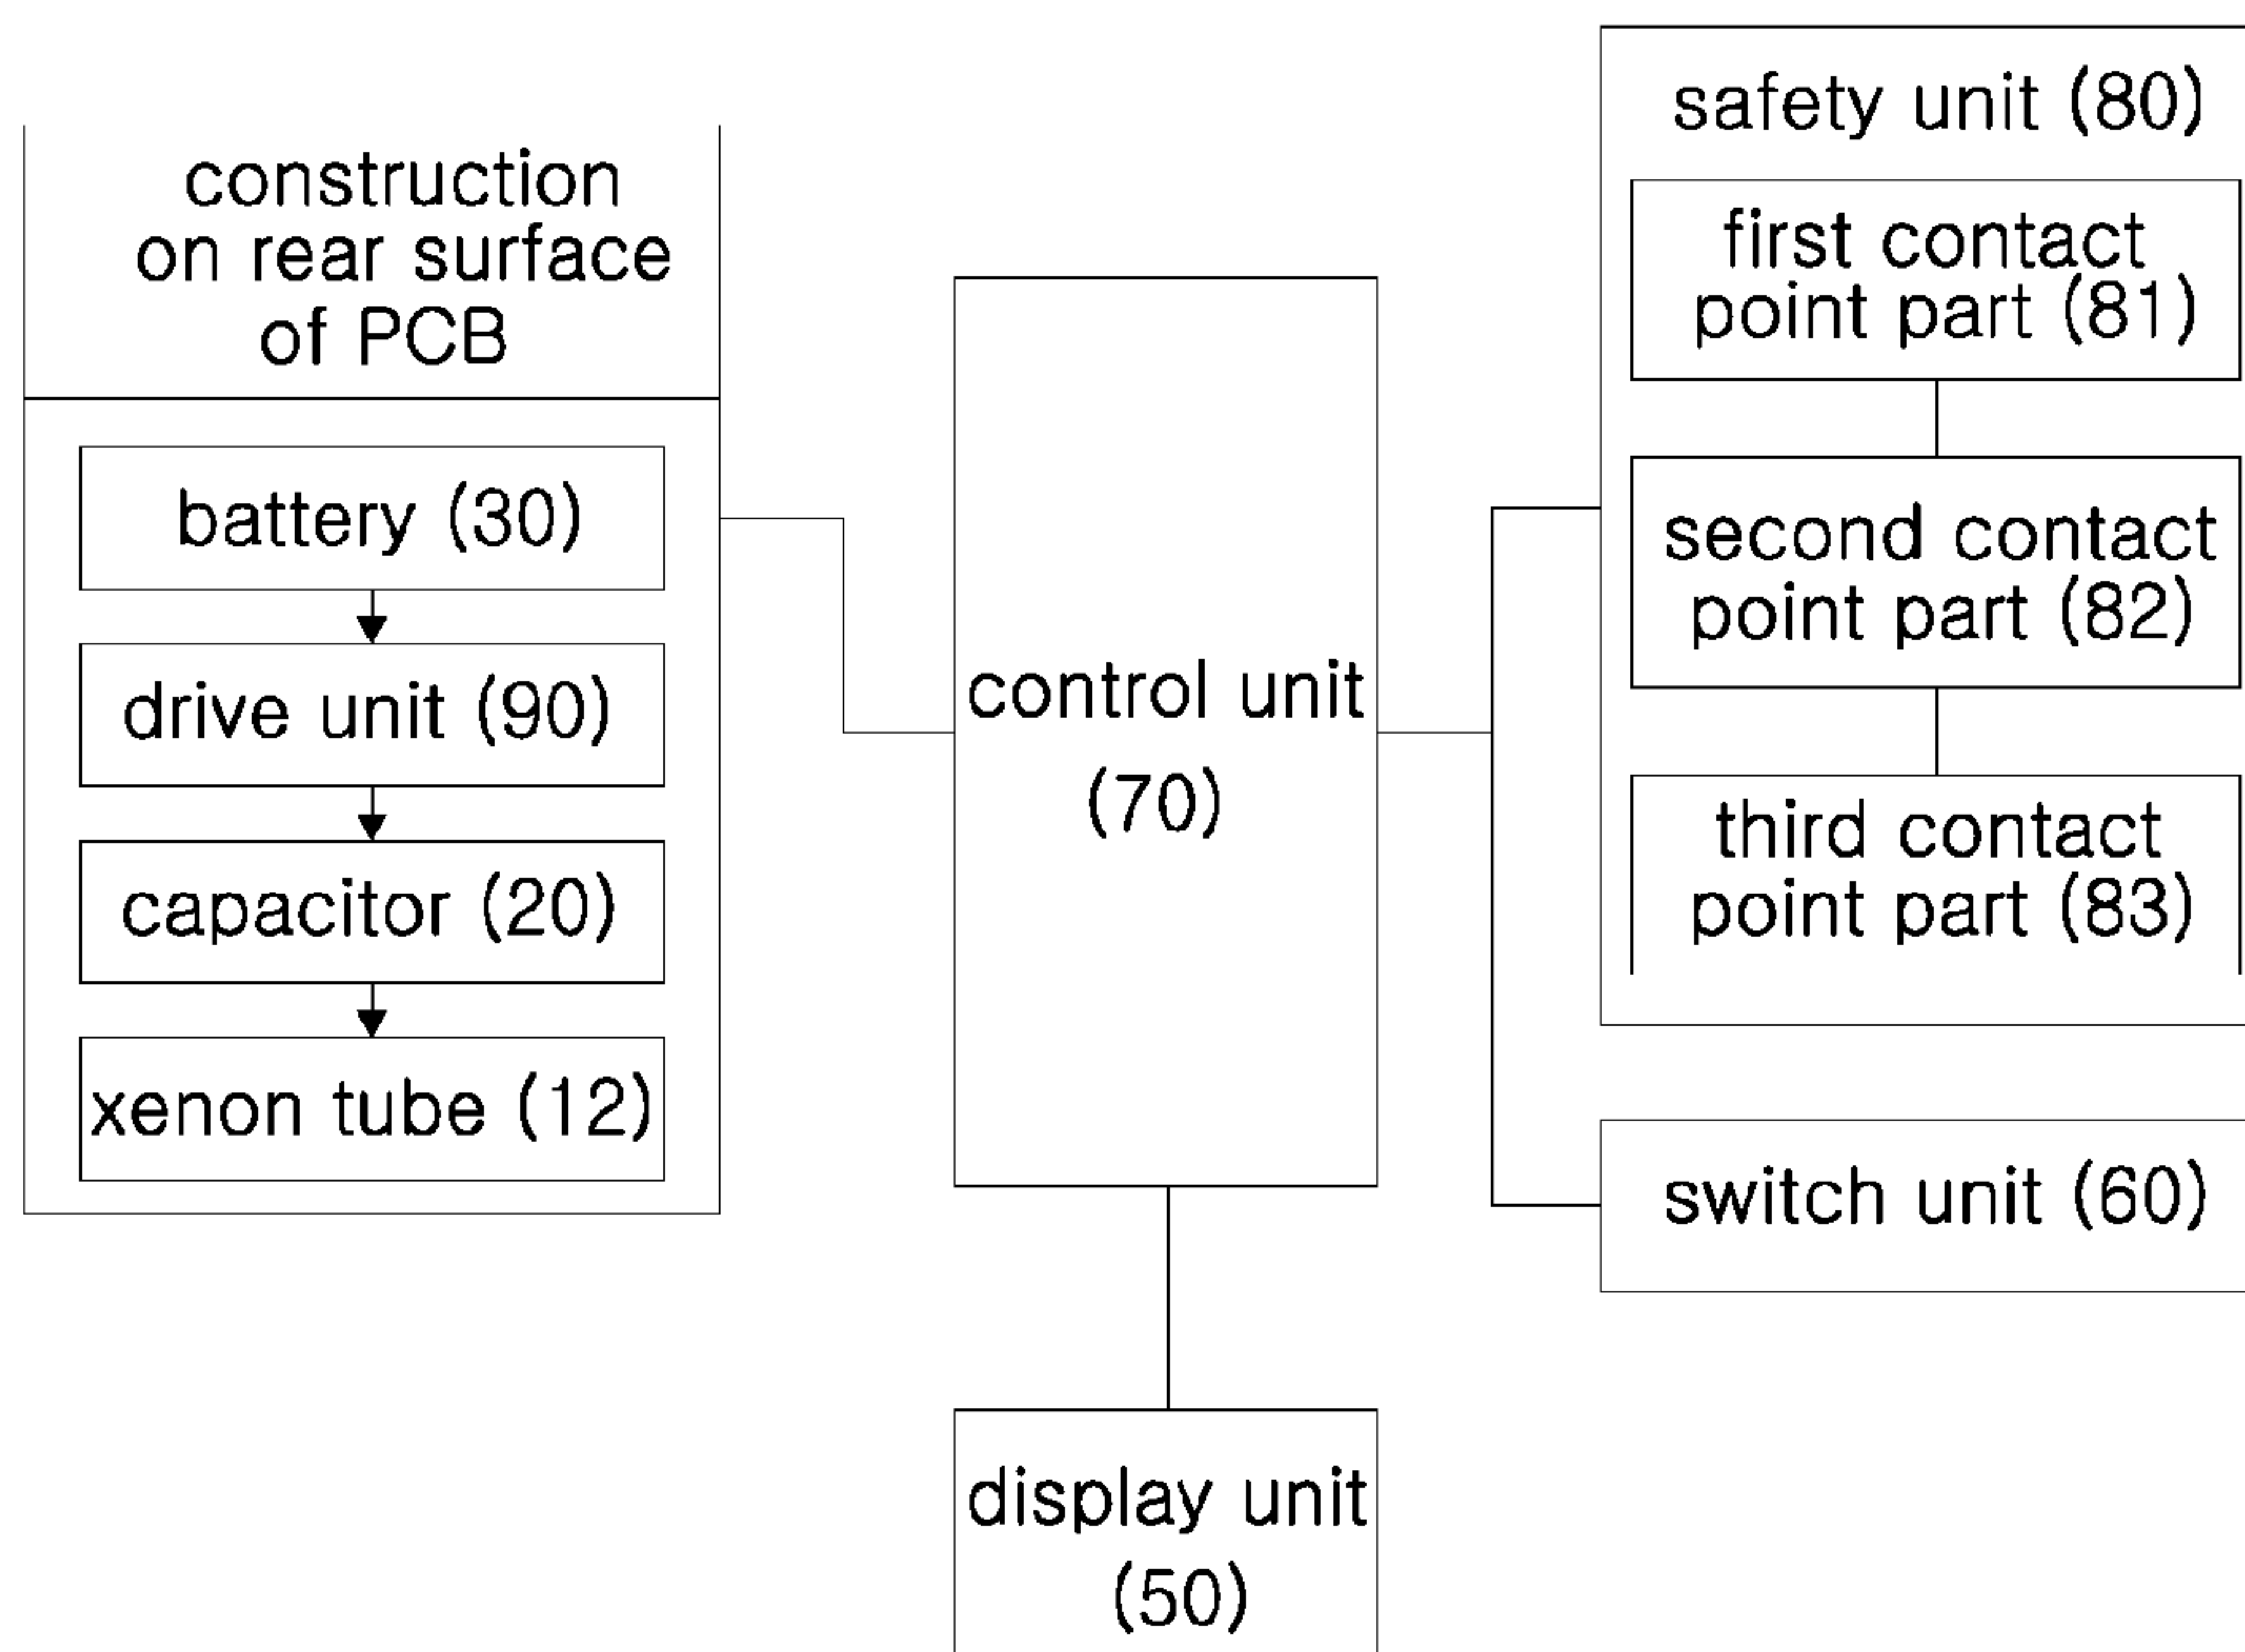 construction
on rear surface
of PCB
battery (30)
drive unit (90)
capacitor (20)
xenon tube (12)
control unit
(70)
display unit
(50)
safety unit (80)
first contact
point part (81)
second contact
point part (82)
third contact
point part (83)
switch unit (60)